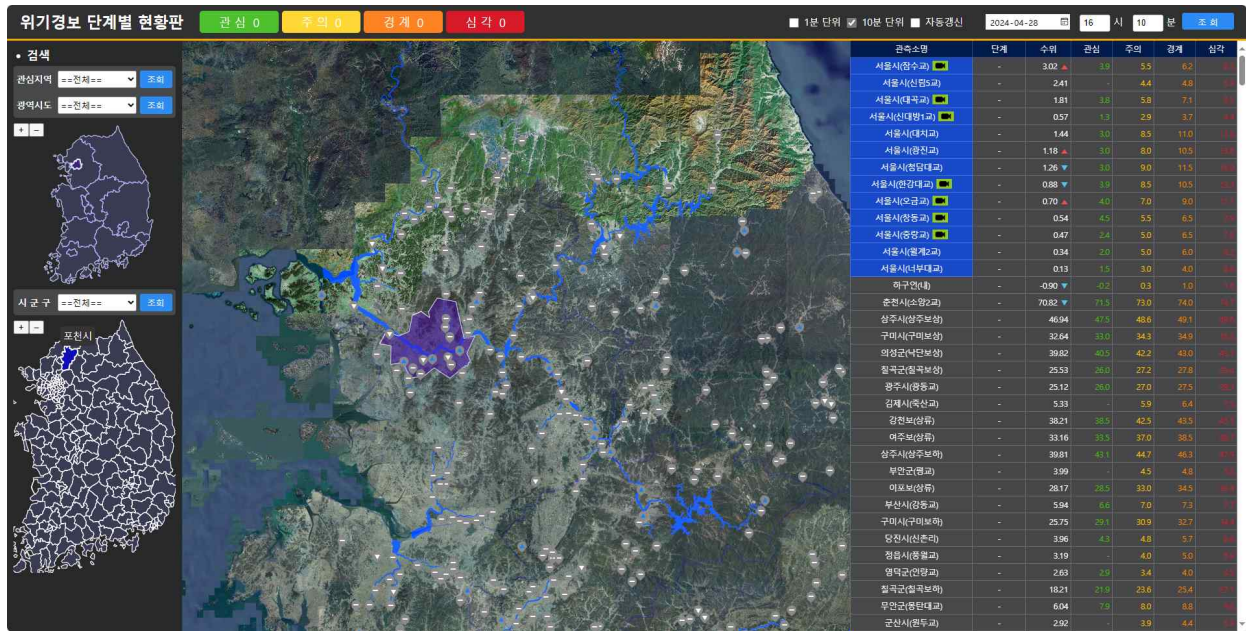 위기경보 단계별 현황판 관 심 0 주 의 0 경 계 0 심 각 0 1분 단위 10분 단위 자동갱신 2024-04-28 16 시 10 분 조 회
• 검색
관심지역 ==전체== 조회
광역시도 ==전체== 조회
+ −
시 군 구 ==전체== 조회
+ −
포천시
관측소명 단계 수위 관심 주의 경계 심각
서울시(잠수교) - 3.02 ▲ 3.9 5.5 6.2
서울시(신림5교) - 2.41 - 4.4 4.8
서울시(대곡교) - 1.81 3.8 5.8 7.1
서울시(신대방1교) - 0.57 1.3 2.9 3.7
서울시(대치교) - 1.44 3.0 8.5 11.0
서울시(광진교) - 1.18 ▲ 3.0 8.0 10.5
서울시(청담대교) - 1.26 ▼ 3.0 9.0 11.5
서울시(한강대교) - 0.88 ▼ 3.9 8.5 10.5
서울시(오금교) - 0.70 ▲ 4.0 7.0 9.0
서울시(창동교) - 0.54 4.5 5.5 6.5
서울시(중랑교) - 0.47 2.4 5.0 6.5
서울시(월계2교) - 0.34 2.0 5.0 6.0
서울시(너부대교) - 0.13 1.5 3.0 4.0
하구언(내) - -0.90 ▼ -0.2 0.3 1.0
춘천시(소양2교) - 70.82 ▼ 71.5 73.0 74.0
상주시(상주보상) - 46.94 47.5 48.6 49.1
구미시(구미보상) - 32.64 33.0 34.3 34.9
의성군(낙단보상) - 39.82 40.5 42.2 43.0
칠곡군(칠곡보상) - 25.53 26.0 27.2 27.8
광주시(광동교) - 25.12 26.0 27.0 27.5
김제시(죽산교) - 5.33 - 5.9 6.4
강천보(상류) - 38.21 38.5 42.5 43.5
여주보(상류) - 33.16 33.5 37.0 38.5
상주시(상주보하) - 39.81 43.1 44.7 46.3
부안군(평교) - 3.99 - 4.5 4.8
이포보(상류) - 28.17 28.5 33.0 34.5
부산시(강동교) - 5.94 6.6 7.0 7.3
구미시(구미보하) - 25.75 29.1 30.9 32.7
당진시(신촌리) - 3.96 4.3 4.8 5.7
정읍시(풍월교) - 3.19 - 4.0 5.0
영덕군(안량교) - 2.63 2.9 3.4 4.0
칠곡군(칠곡보하) - 18.21 21.9 23.6 25.4
무안군(몽탄대교) - 6.04 7.9 8.0 8.8
군산시(원두교) - 2.92 - 3.9 4.4